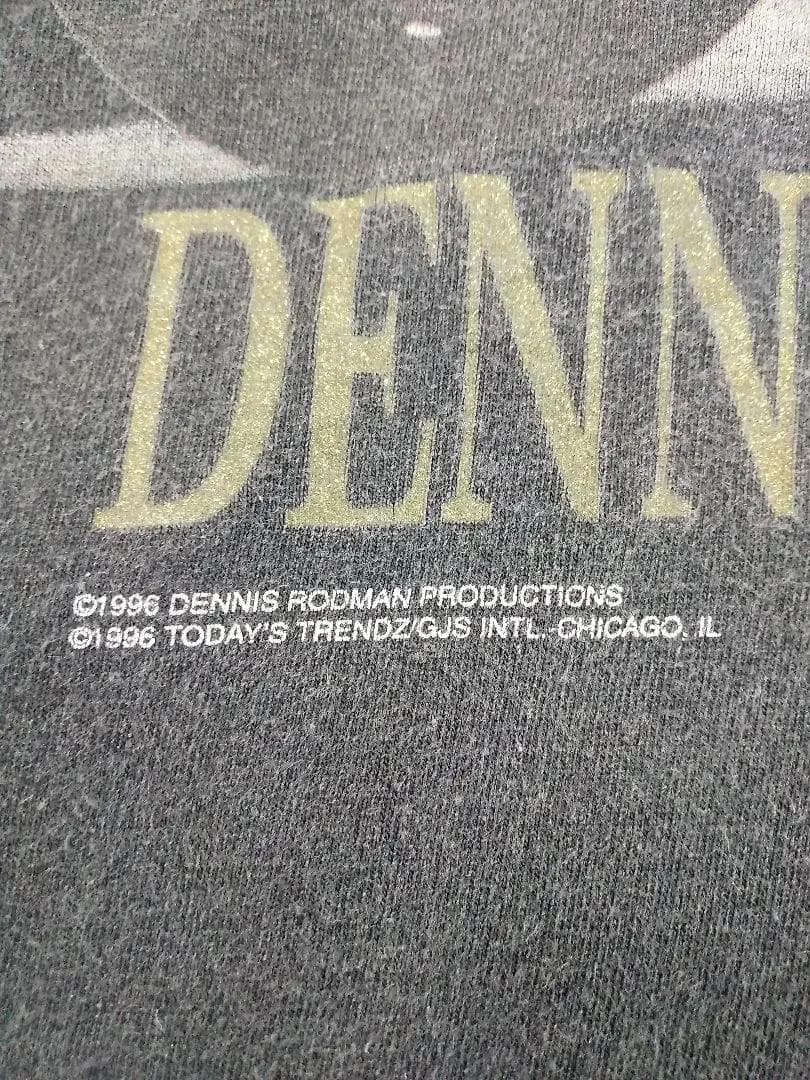 DENN
©1996 DENNIS RODMAN PRODUCTIONS
©1996 TODAY'S TRENDZ/GJS INTL.-CHICAGO, IL